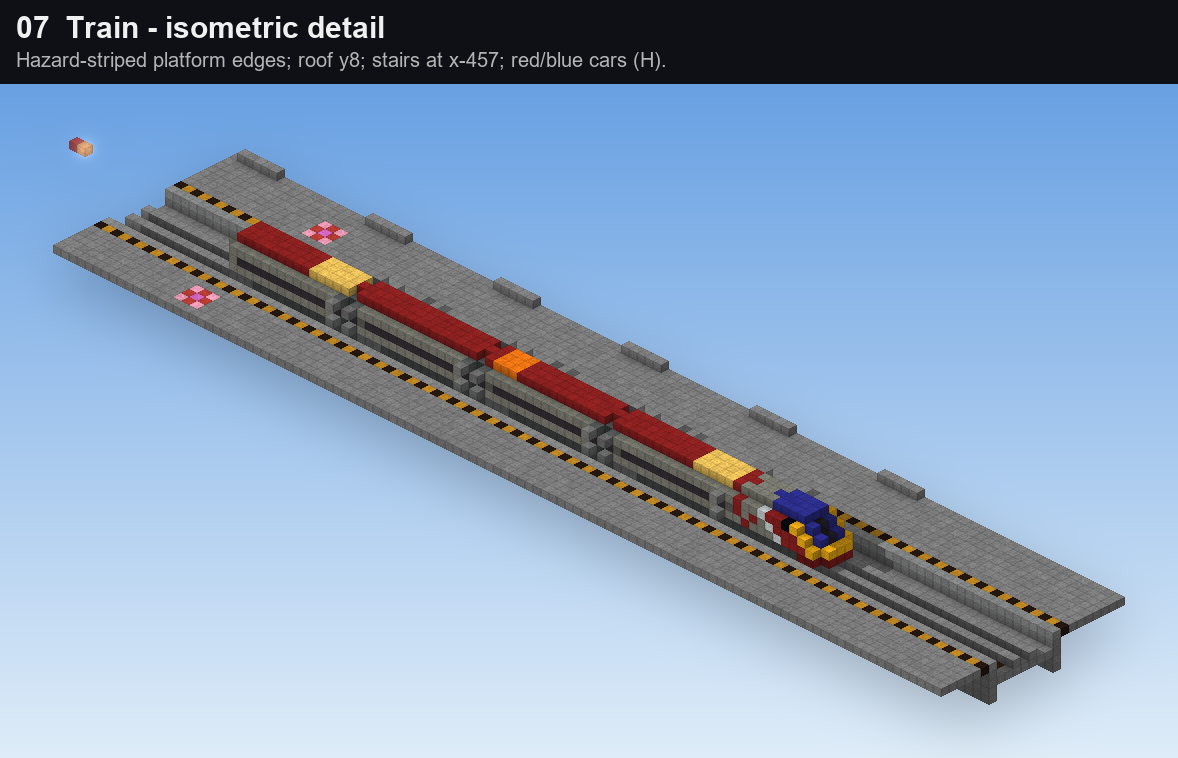 07 Train - isometric detail
Hazard-striped platform edges; roof y8; stairs at x-457; red/blue cars (H).